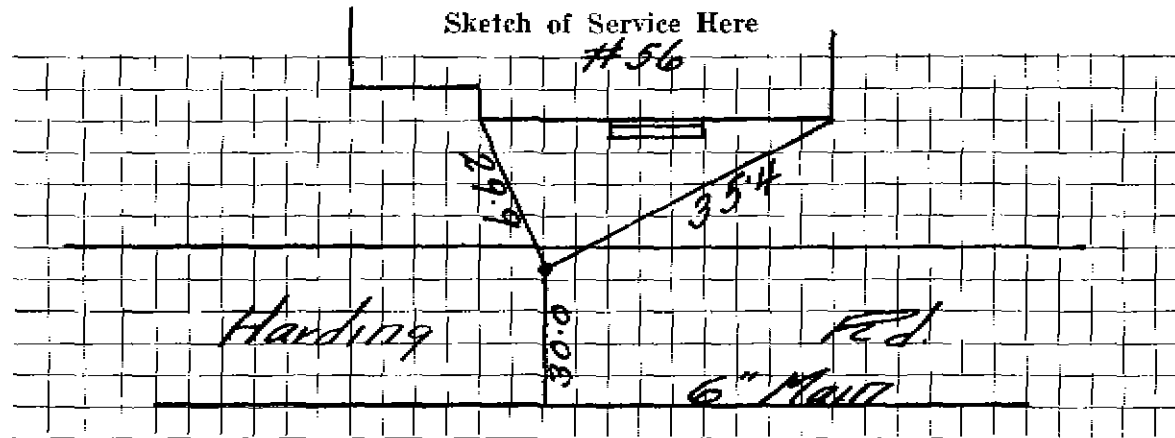 Sketch of Service Here
#56
29.9
35.4
Harding Rd.
30.0
6" Main